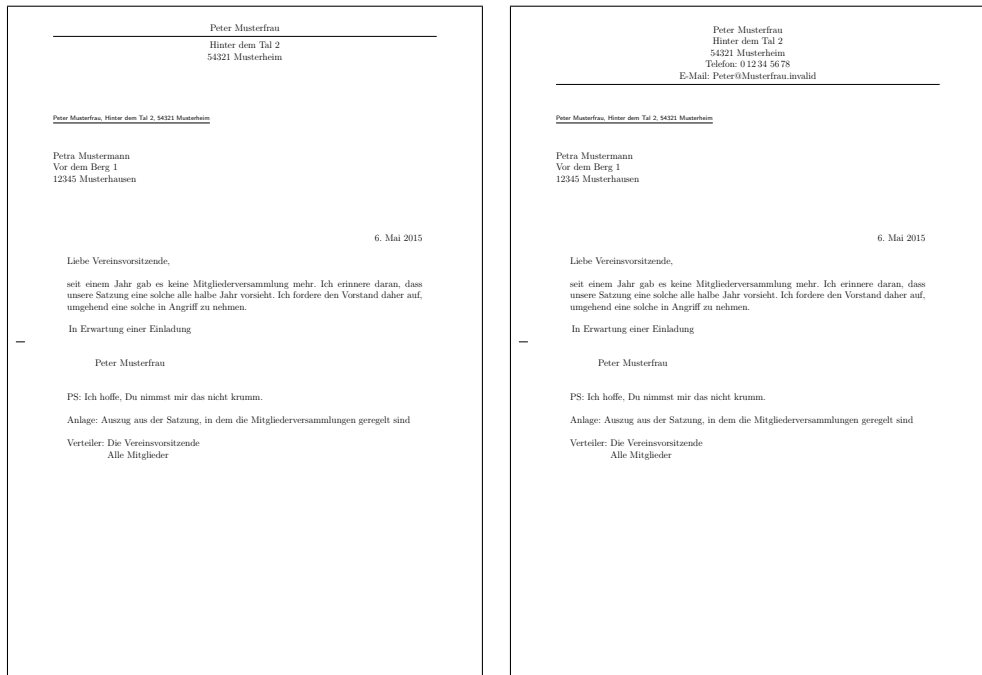 Peter Musterfrau
Hinter dem Tal 2
54321 Musterheim
Peter Musterfrau, Hinter dem Tal 2, 54321 Musterheim
Petra Mustermann
Vor dem Berg 1
12345 Musterhausen
6. Mai 2015
Liebe Vereinsvorsitzende,
seit einem Jahr gab es keine Mitgliederversammlung mehr. Ich erinnere daran, dass
unsere Satzung eine solche alle halbe Jahr vorsieht. Ich fordere den Vorstand daher auf,
umgehend eine solche in Angriff zu nehmen.
In Erwartung einer Einladung
Peter Musterfrau
PS: Ich hoffe, Du nimmst mir das nicht krumm.
Anlage: Auszug aus der Satzung, in dem die Mitgliederversammlungen geregelt sind
Verteiler: Die Vereinsvorsitzende
Alle Mitglieder
Peter Musterfrau
Hinter dem Tal 2
54321 Musterheim
Telefon: 0 12 34 56 78
E-Mail: Peter@Musterfrau.invalid
Peter Musterfrau, Hinter dem Tal 2, 54321 Musterheim
Petra Mustermann
Vor dem Berg 1
12345 Musterhausen
6. Mai 2015
Liebe Vereinsvorsitzende,
seit einem Jahr gab es keine Mitgliederversammlung mehr. Ich erinnere daran, dass
unsere Satzung eine solche alle halbe Jahr vorsieht. Ich fordere den Vorstand daher auf,
umgehend eine solche in Angriff zu nehmen.
In Erwartung einer Einladung
Peter Musterfrau
PS: Ich hoffe, Du nimmst mir das nicht krumm.
Anlage: Auszug aus der Satzung, in dem die Mitgliederversammlungen geregelt sind
Verteiler: Die Vereinsvorsitzende
Alle Mitglieder